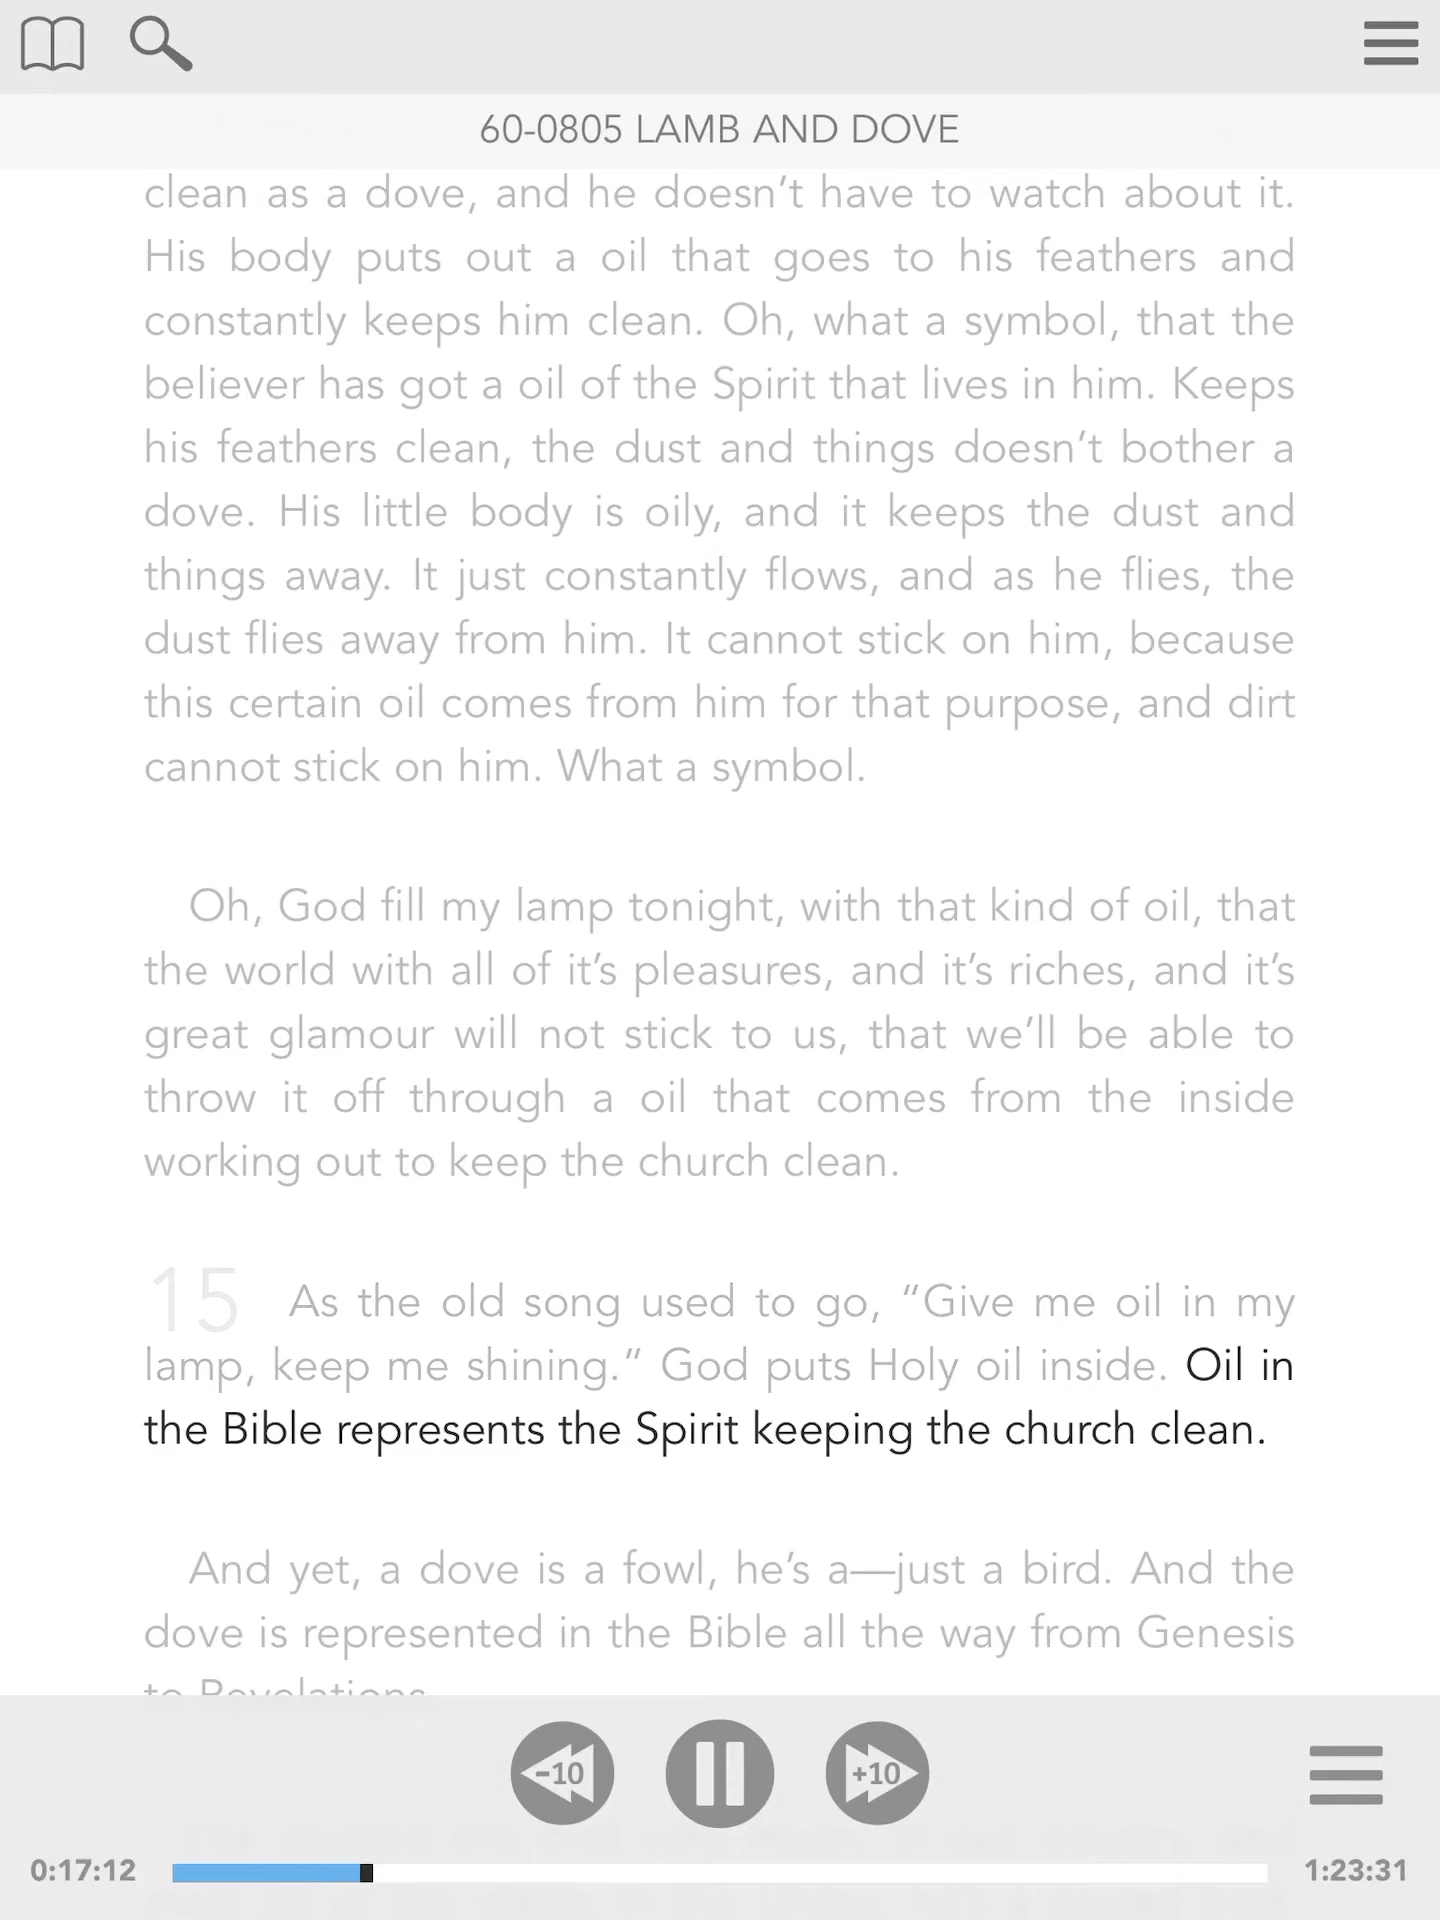 60-0805 LAMB AND DOVE
clean as a dove, and he doesn’t have to watch about it.
His body puts out a oil that goes to his feathers and
constantly keeps him clean. Oh, what a symbol, that the
believer has got a oil of the Spirit that lives in him. Keeps
his feathers clean, the dust and things doesn’t bother a
dove. His little body is oily, and it keeps the dust and
things away. It just constantly flows, and as he flies, the
dust flies away from him. It cannot stick on him, because
this certain oil comes from him for that purpose, and dirt
cannot stick on him. What a symbol.
Oh, God fill my lamp tonight, with that kind of oil, that
the world with all of it’s pleasures, and it’s riches, and it’s
great glamour will not stick to us, that we’ll be able to
throw it off through a oil that comes from the inside
working out to keep the church clean.
15 As the old song used to go, “Give me oil in my
lamp, keep me shining.” God puts Holy oil inside. Oil in
the Bible represents the Spirit keeping the church clean.
And yet, a dove is a fowl, he’s a—just a bird. And the
dove is represented in the Bible all the way from Genesis
to Revelations.
-10 +10
0:17:12 1:23:31